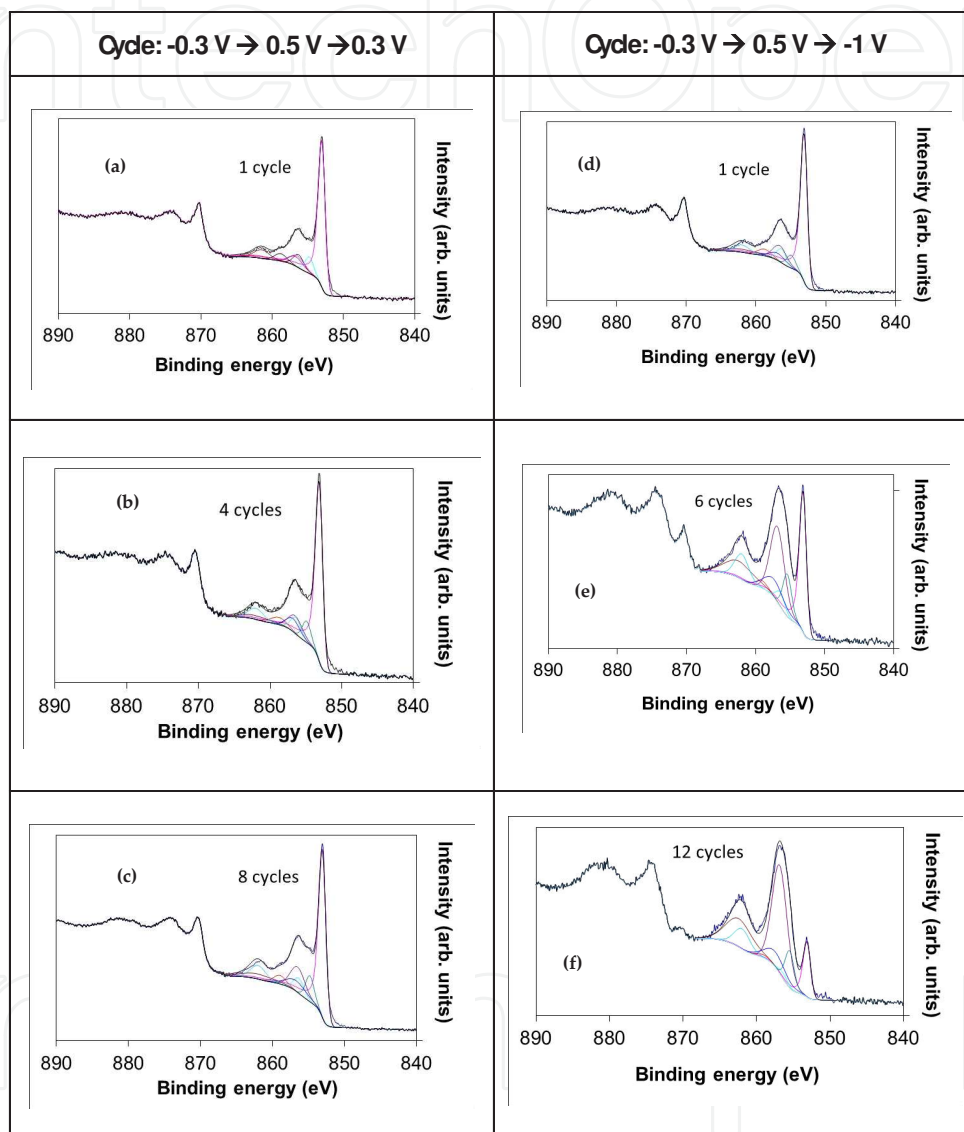 Cycle: -0.3 V → 0.5 V →0.3 V
Cycle: -0.3 V → 0.5 V → -1 V
(a)
1 cycle
Intensity (arb. units)
890 880 870 860 850 840
Binding energy (eV)
(d)
1 cycle
Intensity (arb. units)
890 880 870 860 850 840
Binding energy (eV)
(b)
4 cycles
Intensity (arb. units)
890 880 870 860 850 840
Binding energy (eV)
6 cycles
(e)
Intensity (arb. units)
890 880 870 860 850 840
Binding energy (eV)
(c)
8 cycles
Intensity (arb. units)
890 880 870 860 850 840
Binding energy (eV)
12 cycles
(f)
Intensity (arb. units)
890 880 870 860 850 840
Binding energy (eV)